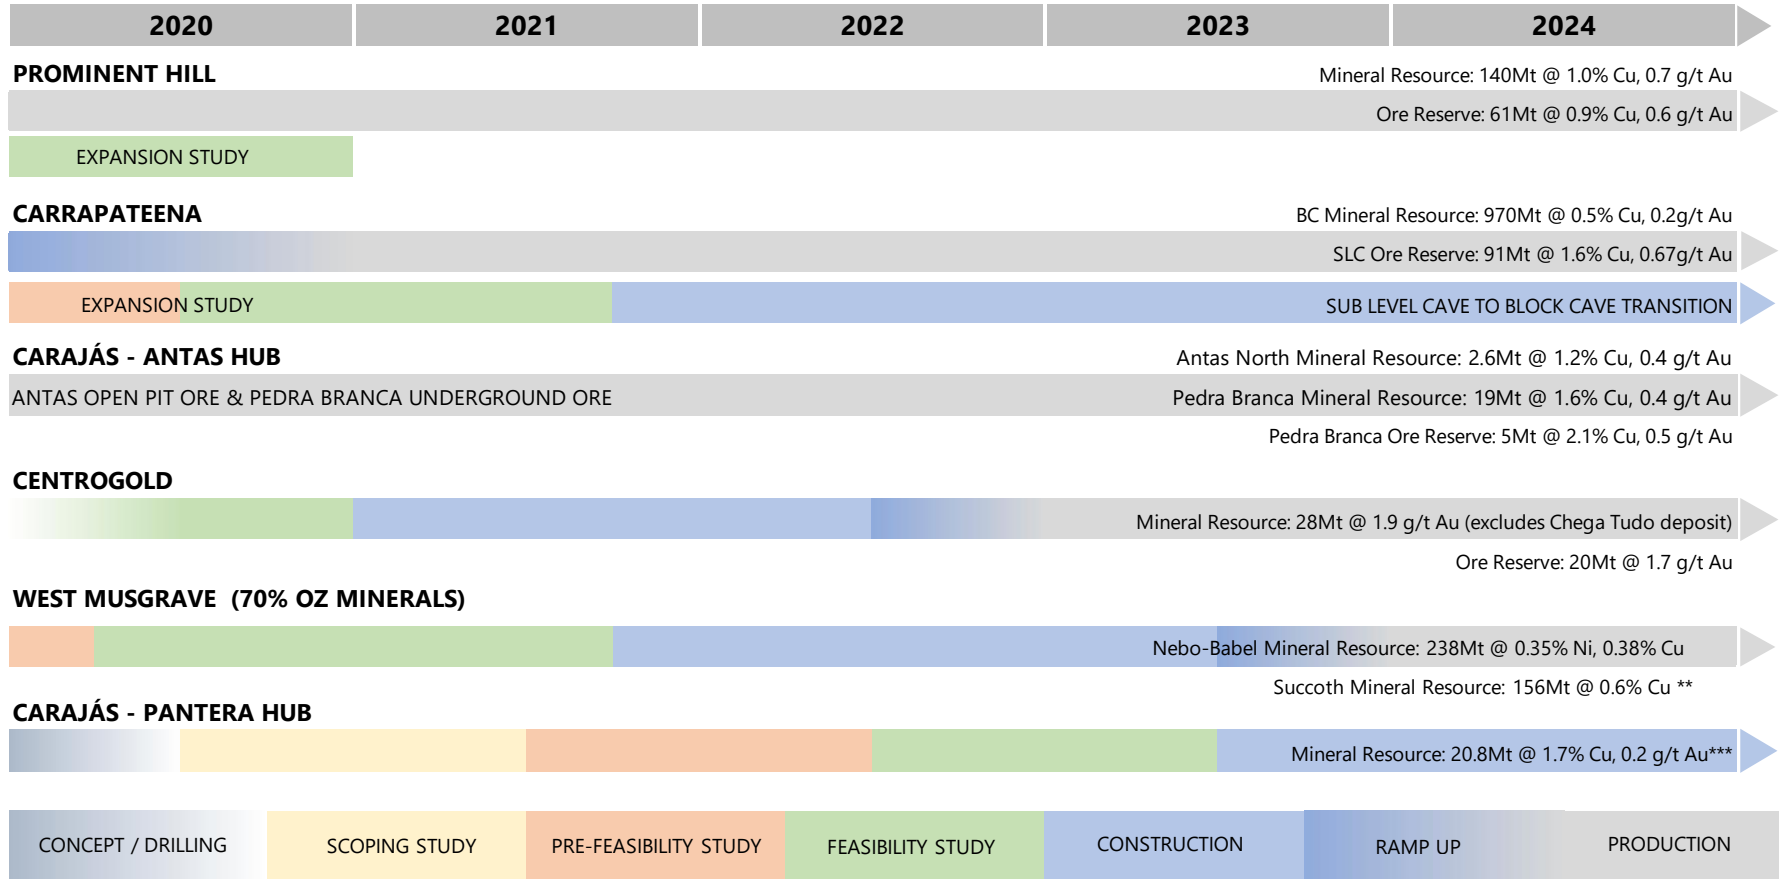 2020 2021 2022 2023 2024
PROMINENT HILL
Mineral Resource: 140Mt @ 1.0% Cu, 0.7 g/t Au
Ore Reserve: 61Mt @ 0.9% Cu, 0.6 g/t Au
EXPANSION STUDY
CARRAPATEENA
BC Mineral Resource: 970Mt @ 0.5% Cu, 0.2g/t Au
SLC Ore Reserve: 91Mt @ 1.6% Cu, 0.67g/t Au
EXPANSION STUDY
SUB LEVEL CAVE TO BLOCK CAVE TRANSITION
CARAJÁS - ANTAS HUB
Antas North Mineral Resource: 2.6Mt @ 1.2% Cu, 0.4 g/t Au
ANTAS OPEN PIT ORE & PEDRA BRANCA UNDERGROUND ORE
Pedra Branca Mineral Resource: 19Mt @ 1.6% Cu, 0.4 g/t Au
Pedra Branca Ore Reserve: 5Mt @ 2.1% Cu, 0.5 g/t Au
CENTROGOLD
Mineral Resource: 28Mt @ 1.9 g/t Au (excludes Chega Tudo deposit)
Ore Reserve: 20Mt @ 1.7 g/t Au
WEST MUSGRAVE (70% OZ MINERALS)
Nebo-Babel Mineral Resource: 238Mt @ 0.35% Ni, 0.38% Cu
Succoth Mineral Resource: 156Mt @ 0.6% Cu **
CARAJÁS - PANTERA HUB
Mineral Resource: 20.8Mt @ 1.7% Cu, 0.2 g/t Au***
CONCEPT / DRILLING
SCOPING STUDY
PRE-FEASIBILITY STUDY
FEASIBILITY STUDY
CONSTRUCTION
RAMP UP
PRODUCTION